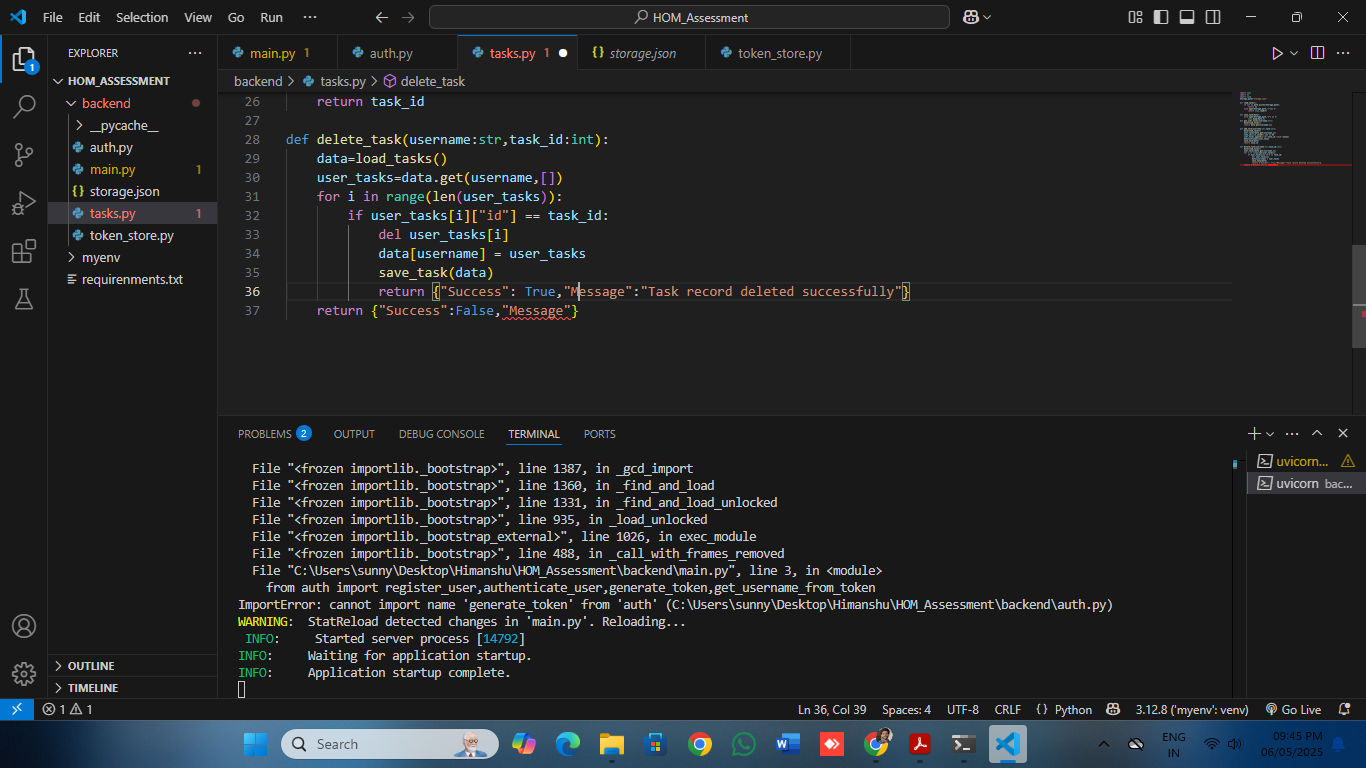 File Edit Selection View Go Run ··· HOM_Assessment
EXPLORER ···
HOM_ASSESSMENT
backend
__pycache__
auth.py
main.py 1
{} storage.json
tasks.py 1
token_store.py
myenv
requirenments.txt
OUTLINE
TIMELINE
main.py 1 auth.py tasks.py 1 {} storage.json token_store.py
backend > tasks.py > delete_task
26 return task_id
27
28 def delete_task(username:str,task_id:int):
29 data=load_tasks()
30 user_tasks=data.get(username,[])
31 for i in range(len(user_tasks)):
32 if user_tasks[i]["id"] == task_id:
33 del user_tasks[i]
34 data[username] = user_tasks
35 save_task(data)
36 return {"Success": True,"Message":"Task record deleted successfully"}
37 return {"Success":False,"Message"}
PROBLEMS 2 OUTPUT DEBUG CONSOLE TERMINAL PORTS
File "<frozen importlib._bootstrap>", line 1387, in _gcd_import
File "<frozen importlib._bootstrap>", line 1360, in _find_and_load
File "<frozen importlib._bootstrap>", line 1331, in _find_and_load_unlocked
File "<frozen importlib._bootstrap>", line 935, in _load_unlocked
File "<frozen importlib._bootstrap_external>", line 1026, in exec_module
File "<frozen importlib._bootstrap>", line 488, in _call_with_frames_removed
File "C:\Users\sunny\Desktop\Himanshu\HOM_Assessment\backend\main.py", line 3, in <module>
from auth import register_user,authenticate_user,generate_token,get_username_from_token
ImportError: cannot import name 'generate_token' from 'auth' (C:\Users\sunny\Desktop\Himanshu\HOM_Assessment\backend\auth.py)
WARNING: StatReload detected changes in 'main.py'. Reloading...
INFO: Started server process [14792]
INFO: Waiting for application startup.
INFO: Application startup complete.
uvicorn...
uvicorn bac...
1 1 Ln 36, Col 39 Spaces: 4 UTF-8 CRLF {} Python 3.12.8 ('myenv': venv) Go Live
Search
ENG
IN
09:45 PM
06/05/2025